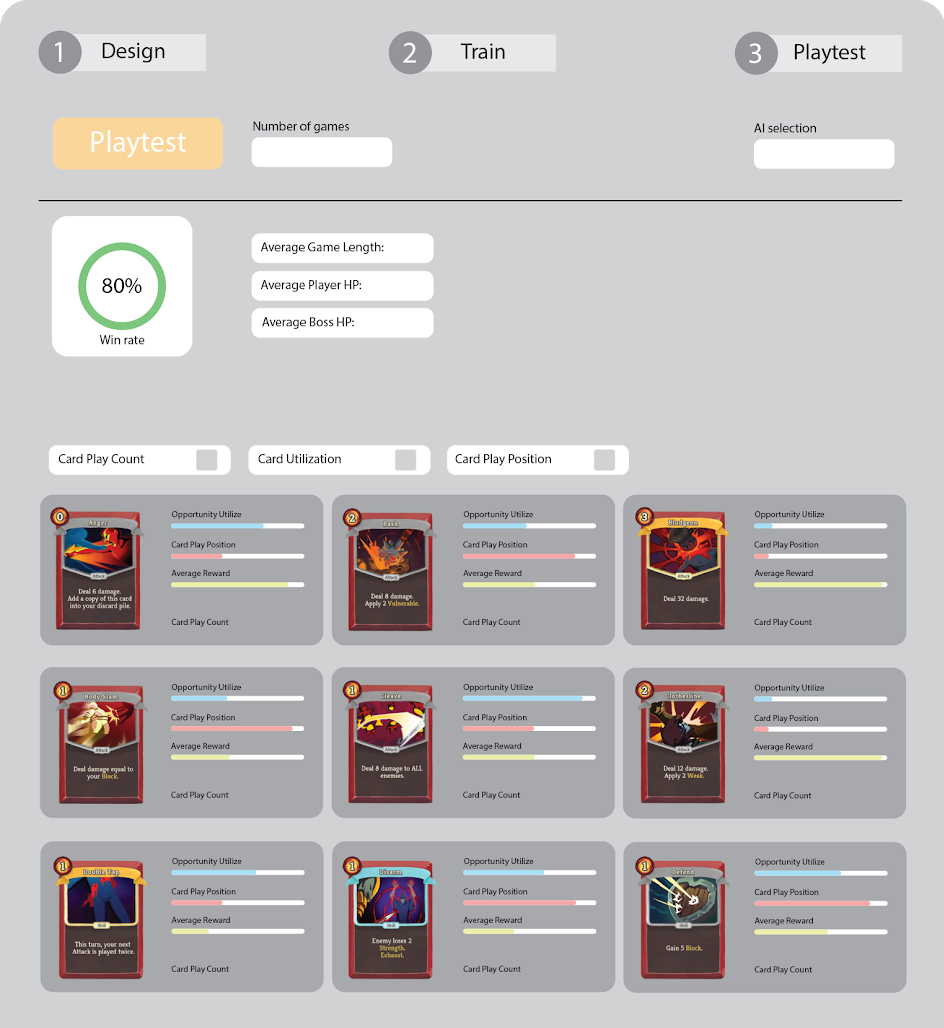 1 Design
2 Train
3 Playtest
Playtest
Number of games
AI selection
80%
Win rate
Average Game Length:
Average Player HP:
Average Boss HP:
Card Play Count
Card Utilization
Card Play Position
0
Anger
Attack
Deal 6 damage.
Add a copy of this card
into your discard pile.
Opportunity Utilize
Card Play Position
Average Reward
Card Play Count
2
Bash
Attack
Deal 8 damage.
Apply 2 Vulnerable.
Opportunity Utilize
Card Play Position
Average Reward
Card Play Count
3
Bludgeon
Attack
Deal 32 damage.
Opportunity Utilize
Card Play Position
Average Reward
Card Play Count
1
Body Slam
Attack
Deal damage equal to
your Block.
Opportunity Utilize
Card Play Position
Average Reward
Card Play Count
1
Cleave
Attack
Deal 8 damage to ALL
enemies.
Opportunity Utilize
Card Play Position
Average Reward
Card Play Count
2
Clothesline
Attack
Deal 12 damage.
Apply 2 Weak.
Opportunity Utilize
Card Play Position
Average Reward
Card Play Count
1
Double Tap
Skill
This turn, your next
Attack is played twice.
Opportunity Utilize
Card Play Position
Average Reward
Card Play Count
1
Disarm
Skill
Enemy loses 2
Strength.
Exhaust.
Opportunity Utilize
Card Play Position
Average Reward
Card Play Count
1
Defend
Skill
Gain 5 Block.
Opportunity Utilize
Card Play Position
Average Reward
Card Play Count